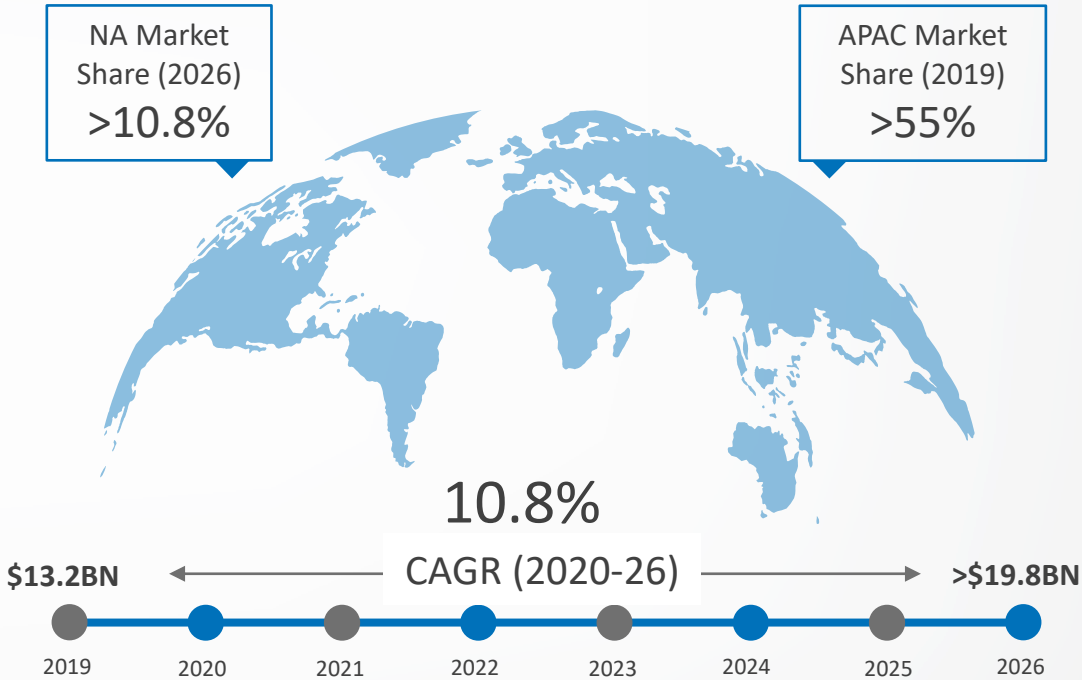 NA Market
Share (2026)
>10.8%
APAC Market
Share (2019)
>55%
10.8%
CAGR (2020-26)
$13.2BN
>$19.8BN
2019 2020 2021 2022 2023 2024 2025 2026